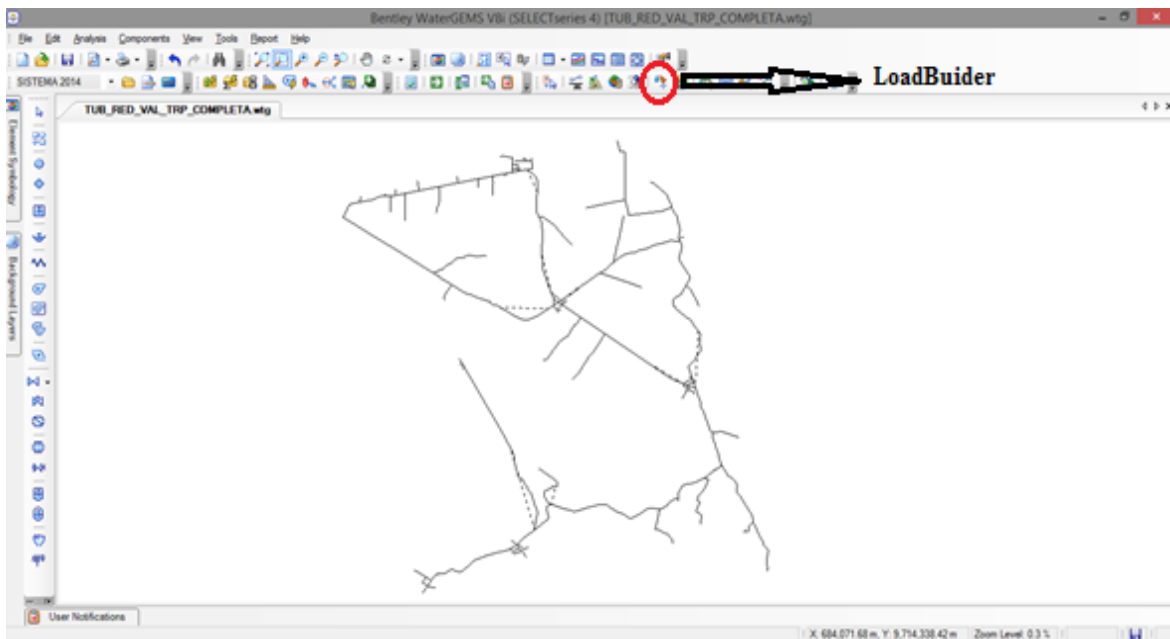 Bentley WaterGEMS V8i (SELECTseries 4) [TUB_RED_VAL_TRP_COMPLETA.wtg]
File Edit Analysis Components View Tools Report Help
SISTEMA 2014
LoadBuider
TUB_RED_VAL_TRP_COMPLETA.wtg
Element Symbology
Background Layers
User Notifications
X: 684,071.68 m, Y: 9,714,338.42 m Zoom Level: 0.3 %